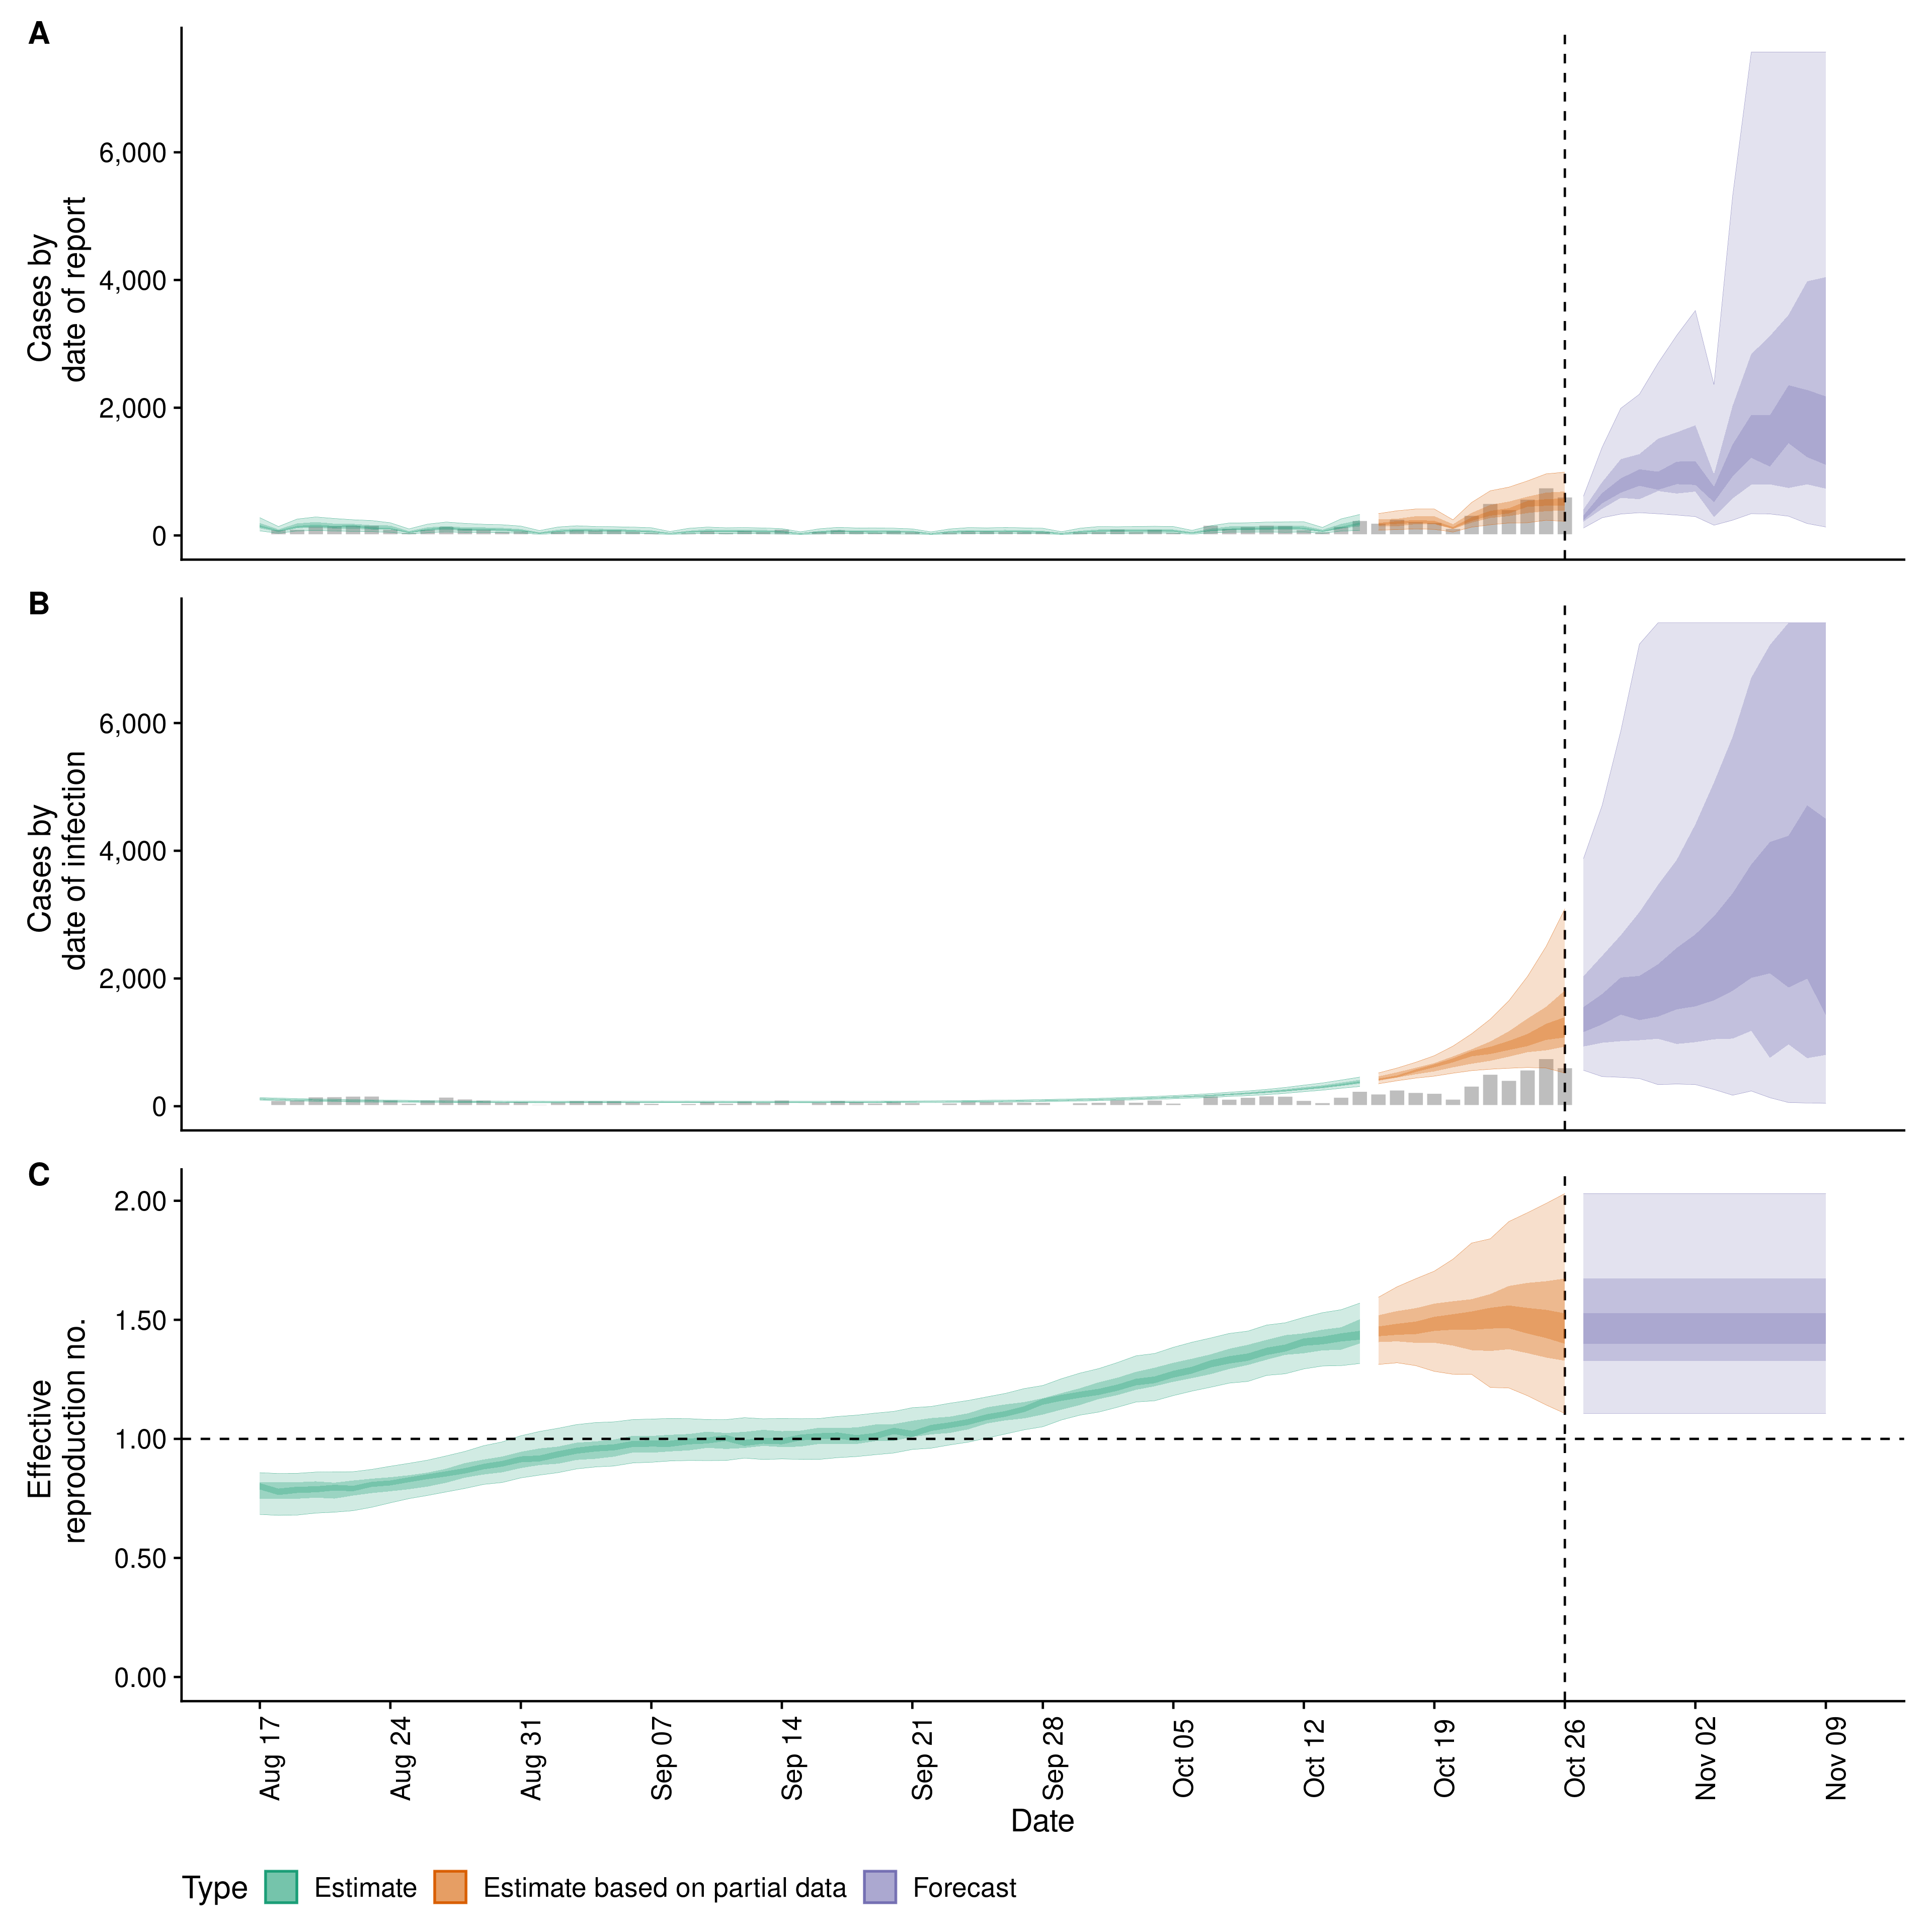 A
Cases by
date of report
6,000
4,000
2,000
0
B
Cases by
date of infection
6,000
4,000
2,000
0
C
Effective
reproduction no.
2.00
1.50
1.00
0.50
0.00
Aug 17
Aug 24
Aug 31
Sep 07
Sep 14
Sep 21
Sep 28
Oct 05
Oct 12
Oct 19
Oct 26
Nov 02
Nov 09
Date
Type Estimate Estimate based on partial data Forecast